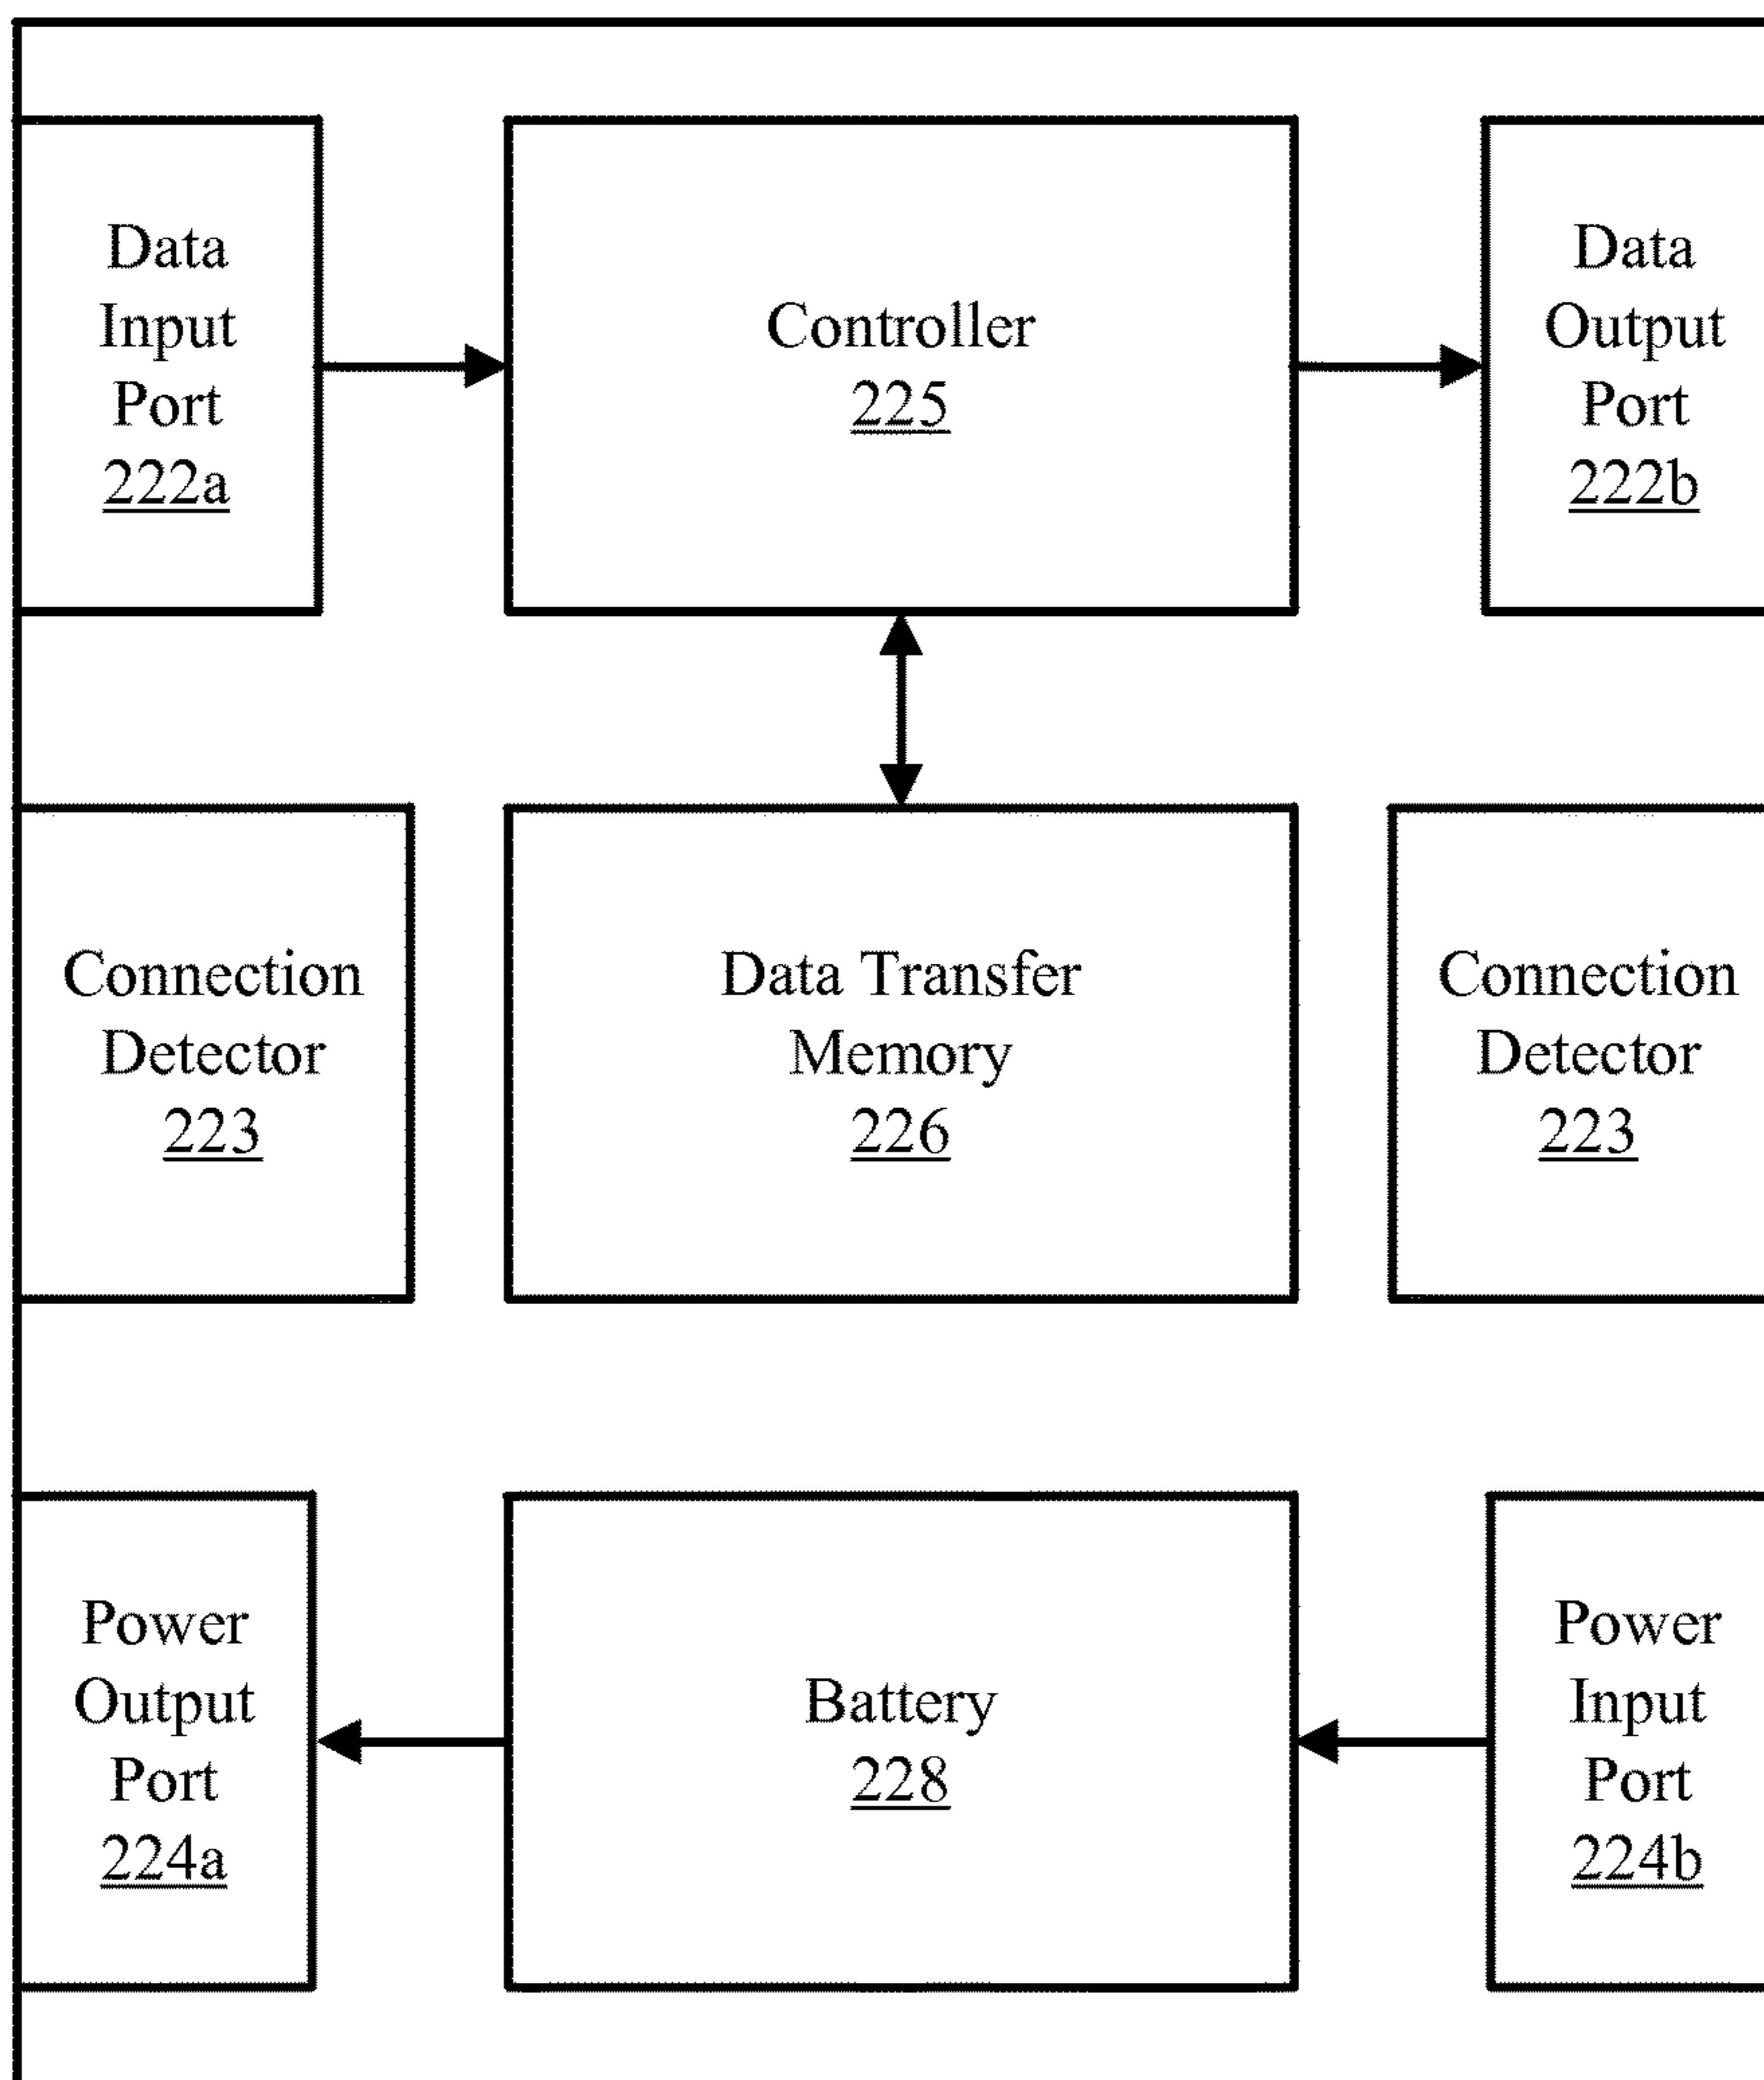 Data
Input
Port
222a
Controller
225
Data
Output
Port
222b
Connection
Detector
223
Data Transfer
Memory
226
Connection
Detector
223
Power
Output
Port
224a
Battery
228
Power
Input
Port
224b